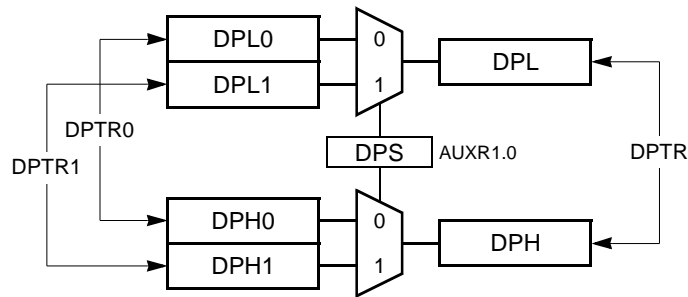 DPL0
0
DPL
DPL1
1
DPTR0
DPTR1
DPS
AUXR1.0
DPTR
DPH0
0
DPH
DPH1
1